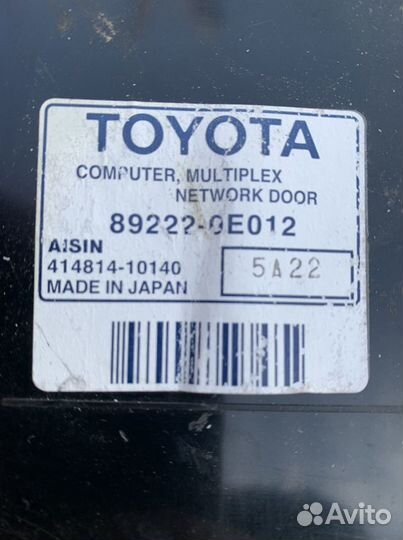 TOYOTA
COMPUTER, MULTIPLEX
NETWORK DOOR
89222-0E012
AISIN
414814-10140
MADE IN JAPAN
5A22
Avito